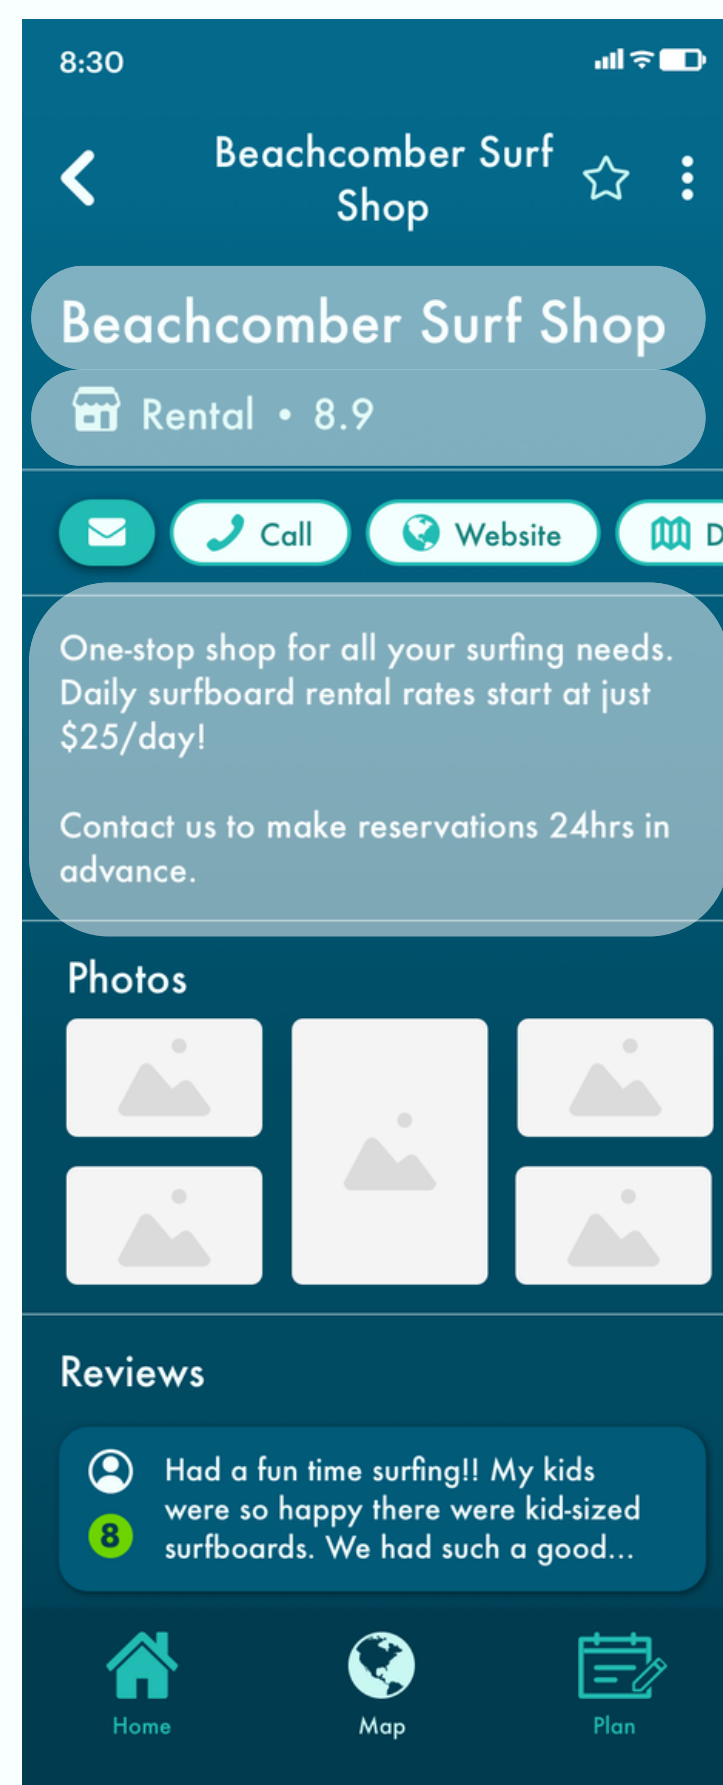 8:30
Beachcomber Surf
Shop
Beachcomber Surf Shop
Rental • 8.9
Call
Website
D
One-stop shop for all your surfing needs.
Daily surfboard rental rates start at just
$25/day!
Contact us to make reservations 24hrs in
advance.
Photos
Reviews
Had a fun time surfing!! My kids
were so happy there were kid-sized
8
surfboards. We had such a good...
Home
Map
Plan